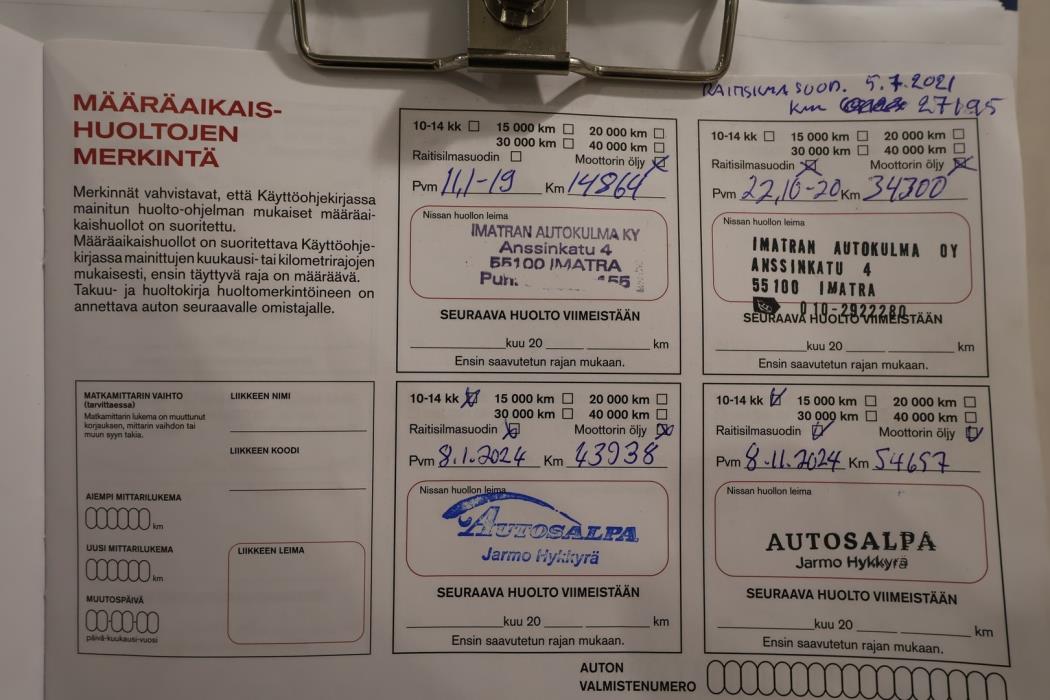 RAITISILMA SUOD. 5.7.2021
km 27195
MÄÄRÄAIKAIS-
HUOLTOJEN
MERKINTÄ
Merkinnät vahvistavat, että Käyttöohjekirjassa
mainitun huolto-ohjelman mukaiset määräai-
kaishuollot on suoritettu.
Määräaikaishuollot on suoritettava Käyttöohje-
kirjassa mainittujen kuukausi- tai kilometrirajojen
mukaisesti, ensin täyttyvä raja on määräävä.
Takuu- ja huoltokirja huoltomerkintöineen on
annettava auton seuraavalle omistajalle.
10-14 kk 15 000 km 20 000 km
30 000 km 40 000 km
Raitisilmasuodin Moottorin öljy
Pvm 11,1-19 Km 14864
Nissan huollon leima
IMATRAN AUTOKULMA KY
Anssinkatu 4
55100 IMATRA
Puh. 155
SEURAAVA HUOLTO VIIMEISTÄÄN
kuu 20 km
Ensin saavutetun rajan mukaan.
10-14 kk 15 000 km 20 000 km
30 000 km 40 000 km
Raitisilmasuodin Moottorin öljy
Pvm 22,10-20 Km 34300
Nissan huollon leima
IMATRAN AUTOKULMA OY
ANSSINKATU 4
55100 IMATRA
010-2922280
SEURAAVA HUOLTO VIIMEISTÄÄN
kuu 20 km
Ensin saavutetun rajan mukaan.
MATKAMITTARIN VAIHTO
(tarvittaessa)
Matkamittarin lukema on muuttunut
korjauksen, mittarin vaihdon tai
muun syyn takia.
AIEMPI MITTARILUKEMA
km
UUSI MITTARILUKEMA
km
MUUTOSPÄIVÄ
päivä-kuukausi-vuosi
LIIKKEEN NIMI
LIIKKEEN KOODI
LIIKKEEN LEIMA
10-14 kk 15 000 km 20 000 km
30 000 km 40 000 km
Raitisilmasuodin Moottorin öljy
Pvm 8.1.2024 Km 43938
Nissan huollon leima
AUTOSALPA
Jarmo Hykkyrä
SEURAAVA HUOLTO VIIMEISTÄÄN
kuu 20 km
Ensin saavutetun rajan mukaan.
10-14 kk 15 000 km 20 000 km
30 000 km 40 000 km
Raitisilmasuodin Moottorin öljy
Pvm 8.11.2024 Km 54657
Nissan huollon leima
AUTOSALPA
Jarmo Hykkyrä
SEURAAVA HUOLTO VIIMEISTÄÄN
kuu 20 km
Ensin saavutetun rajan mukaan.
AUTON
VALMISTENUMERO